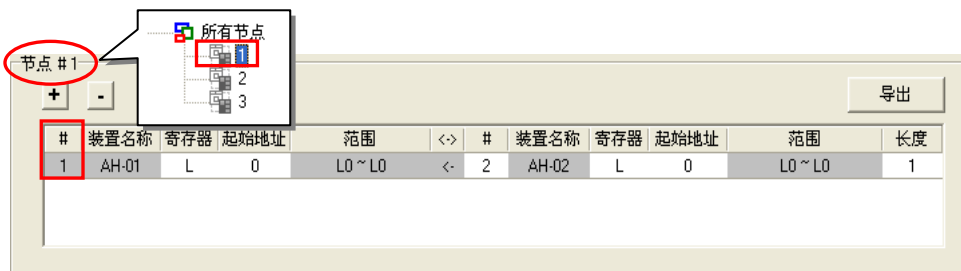 所有节点
1
2
3
节点 #1
+ -
导出
# 装置名称 寄存器 起始地址 范围 <-> # 装置名称 寄存器 起始地址 范围 长度
1 AH-01 L 0 L0 ~ L0 <- 2 AH-02 L 0 L0 ~ L0 1